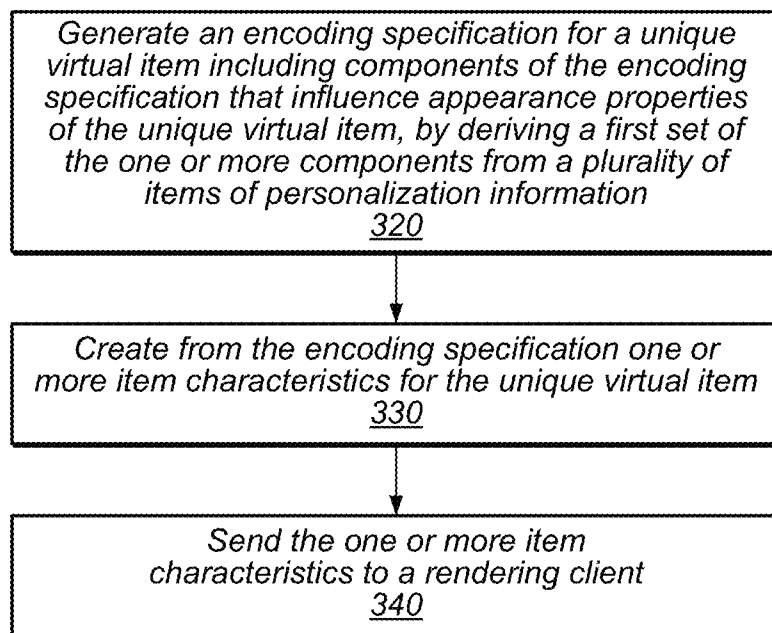 Generate an encoding specification for a unique
virtual item including components of the encoding
specification that influence appearance properties
of the unique virtual item, by deriving a first set of
the one or more components from a plurality of
items of personalization information
320
Create from the encoding specification one or
more item characteristics for the unique virtual item
330
Send the one or more item
characteristics to a rendering client
340